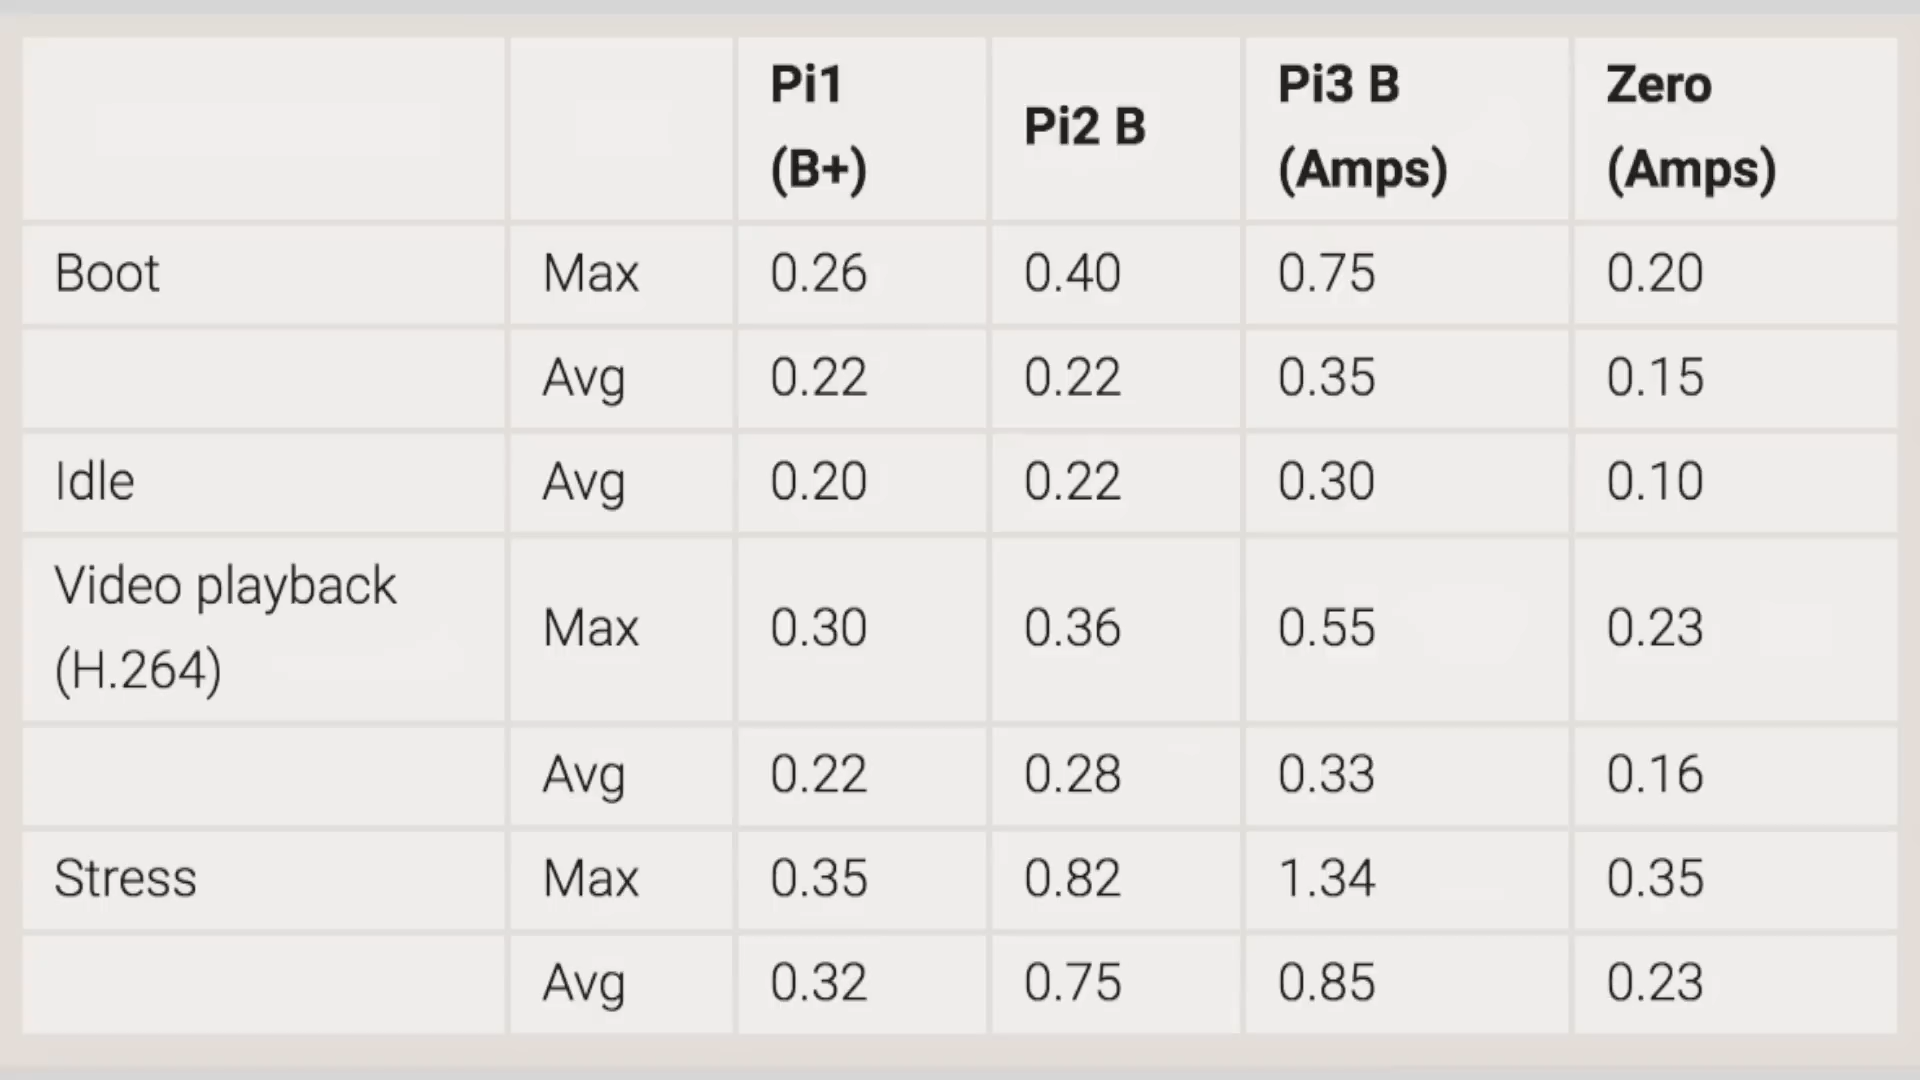 Pi1 (B+) Pi2 B Pi3 B (Amps) Zero (Amps)
Boot Max 0.26 0.40 0.75 0.20
Avg 0.22 0.22 0.35 0.15
Idle Avg 0.20 0.22 0.30 0.10
Video playback (H.264) Max 0.30 0.36 0.55 0.23
Avg 0.22 0.28 0.33 0.16
Stress Max 0.35 0.82 1.34 0.35
Avg 0.32 0.75 0.85 0.23